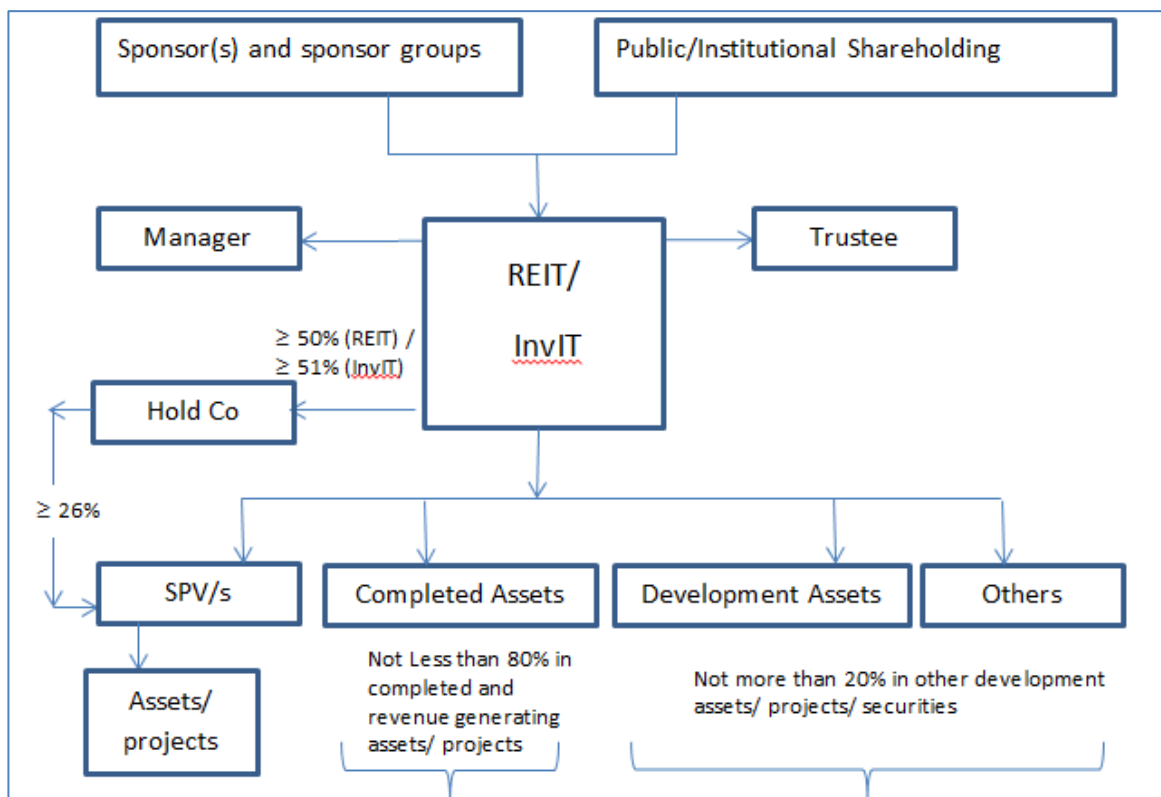 Sponsor(s) and sponsor groups
Public/Institutional Shareholding
Manager
REIT/
InvIT
Trustee
≥ 50% (REIT) /
≥ 51% (InvIT)
Hold Co
≥ 26%
SPV/s
Completed Assets
Development Assets
Others
Assets/
projects
Not Less than 80% in
completed and
revenue generating
assets/ projects
Not more than 20% in other development
assets/ projects/ securities